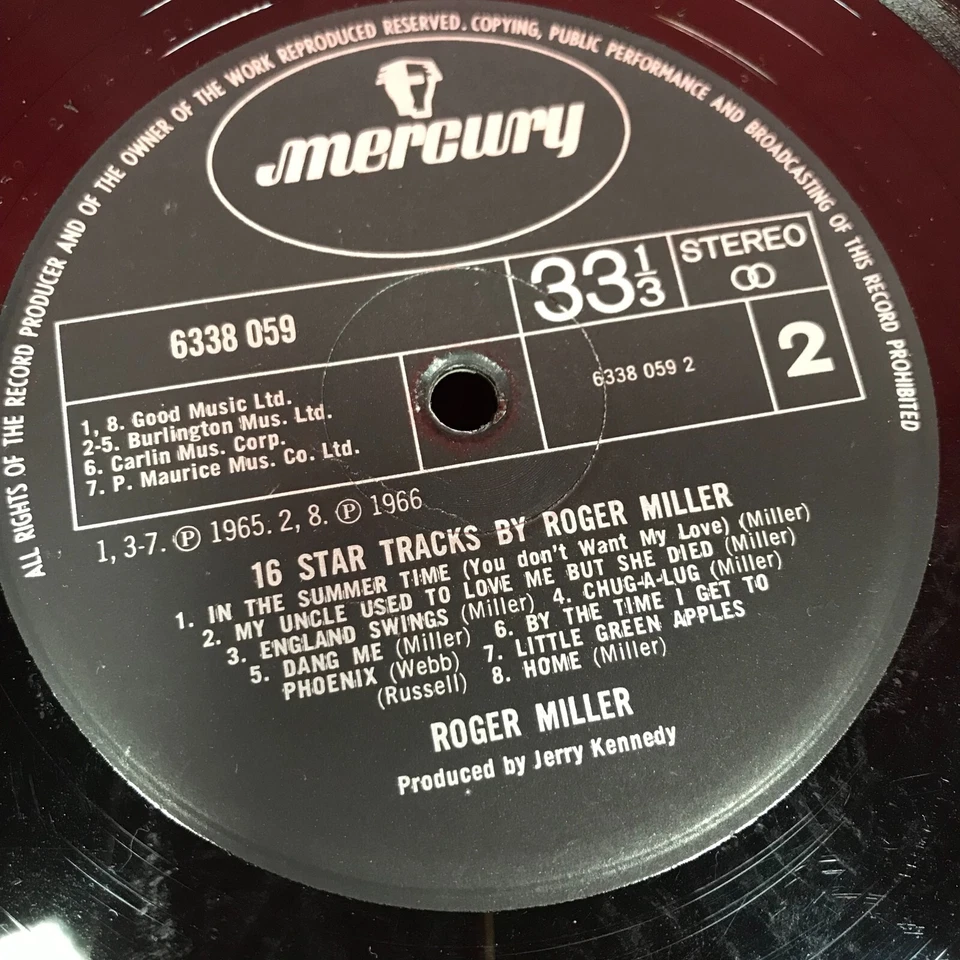 ALL RIGHTS OF THE RECORD PRODUCER AND OF THE OWNER OF THE WORK REPRODUCED RESERVED. COPYING, PUBLIC PERFORMANCE AND BROADCASTING OF THIS RECORD PROHIBITED
mercury
6338 059
33 1/3
STEREO
1, 8. Good Music Ltd.
2-5. Burlington Mus. Ltd.
6. Carlin Mus. Corp.
7. P. Maurice Mus. Co. Ltd.
6338 059 2
2
1, 3-7. Ⓟ 1965. 2, 8. Ⓟ 1966
16 STAR TRACKS BY ROGER MILLER
1. IN THE SUMMER TIME (You don't Want My Love) (Miller)
2. MY UNCLE USED TO LOVE ME BUT SHE DIED (Miller)
3. ENGLAND SWINGS (Miller) 4. CHUG-A-LUG (Miller)
5. DANG ME (Miller) 6. BY THE TIME I GET TO
PHOENIX (Webb) 7. LITTLE GREEN APPLES
(Russell) 8. HOME (Miller)
ROGER MILLER
Produced by Jerry Kennedy